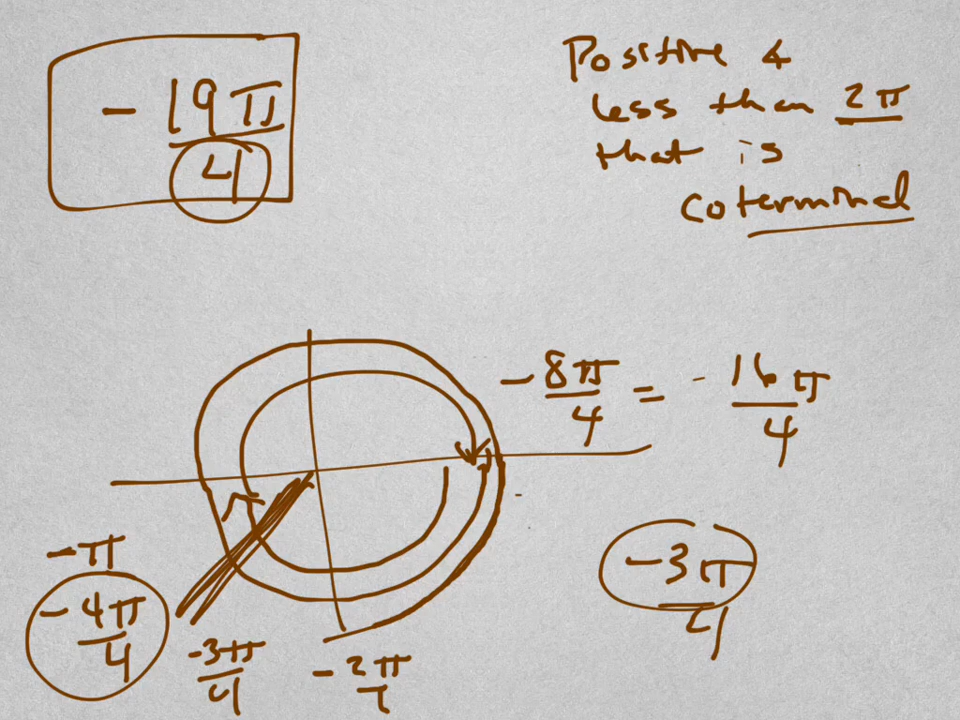 - 19π/4
Positive &
less than 2π
that is
coterminal
- 8π/4 = - 16π/4
-π
- 4π/4
-3π/4
- 2π/4
-3π/4